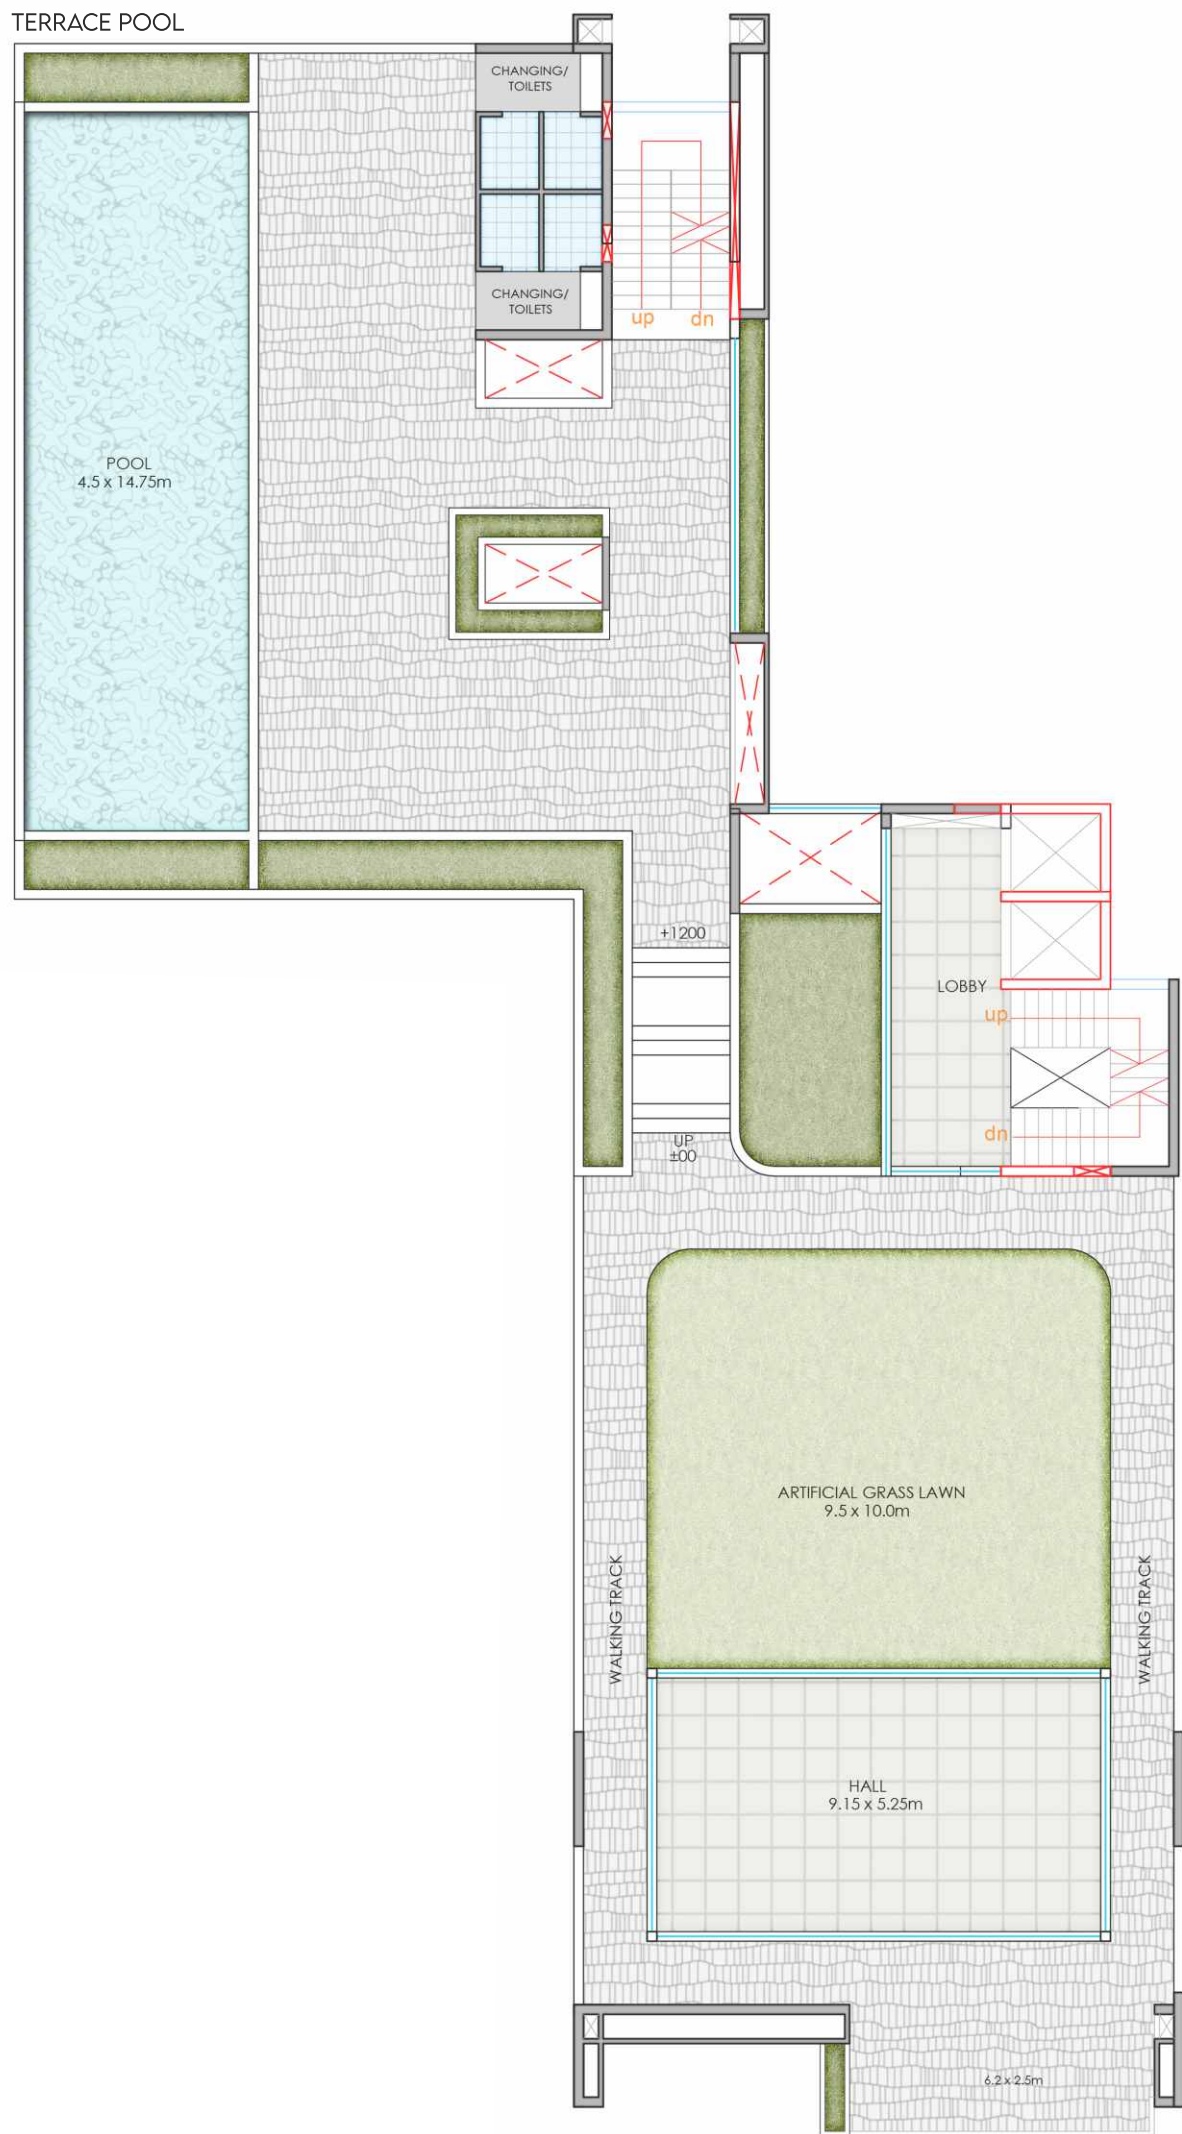 TERRACE POOL
CHANGING/
TOILETS
CHANGING/
TOILETS
up
dn
POOL
4.5 x 14.75m
+1200
LOBBY
up
dn
UP
±00
ARTIFICIAL GRASS LAWN
9.5 x 10.0m
WALKING TRACK
WALKING TRACK
HALL
9.15 x 5.25m
6.2 x 2.5m